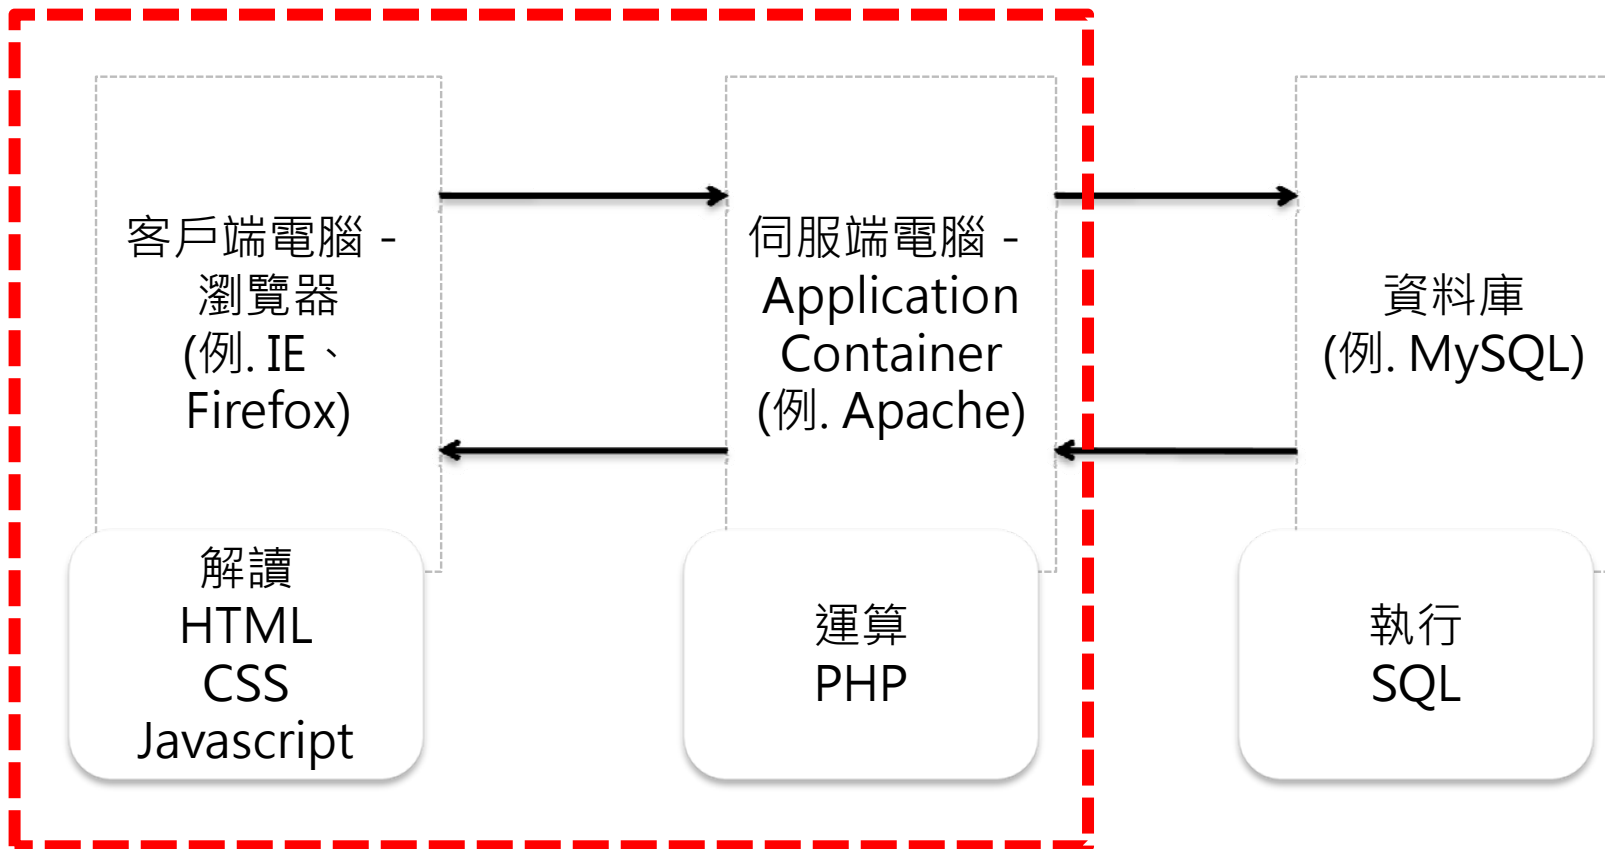 客戶端電腦 -
瀏覽器
(例. IE、
Firefox)
伺服端電腦 -
Application
Container
(例. Apache)
資料庫
(例. MySQL)
解讀
HTML
CSS
Javascript
運算
PHP
執行
SQL